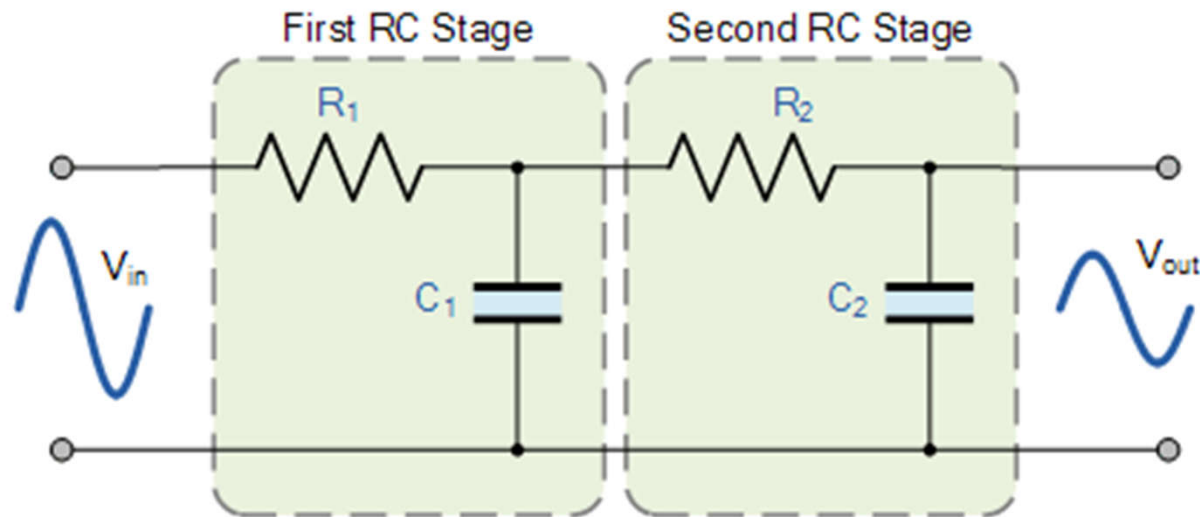 First RC Stage
Second RC Stage
R₁
R₂
Vin
C₁
C₂
Vout